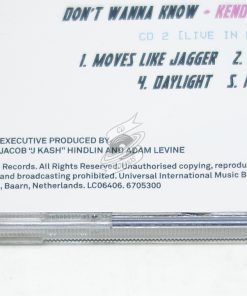 DON'T WANNA KNOW - KEND
CD 2 [LIVE IN
1. MOVES LIKE JAGGER 2.
4. DAYLIGHT 5.
EXECUTIVE PRODUCED BY
JACOB "J KASH" HINDLIN AND ADAM LEVINE
Records. All Rights Reserved. Unauthorised copying, reprodu
and broadcasting prohibited. Universal International Music B
, Baarn, Netherlands. LC06406. 6705300